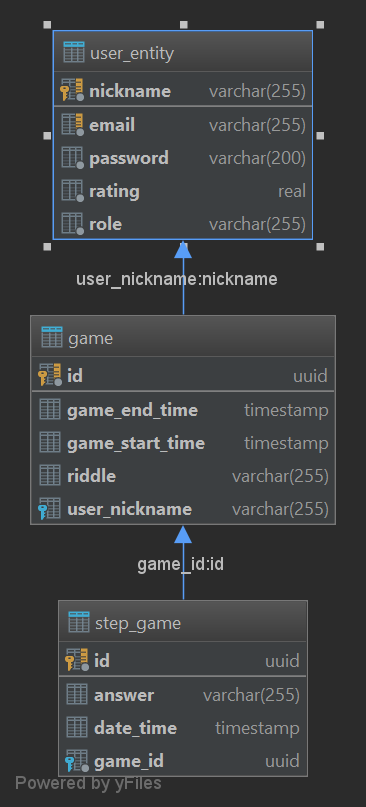 user_entity
nickname varchar(255)
email varchar(255)
password varchar(200)
rating real
role varchar(255)
user_nickname:nickname
game
id uuid
game_end_time timestamp
game_start_time timestamp
riddle varchar(255)
user_nickname varchar(255)
game_id:id
step_game
id uuid
answer varchar(255)
date_time timestamp
game_id uuid
Powered by yFiles